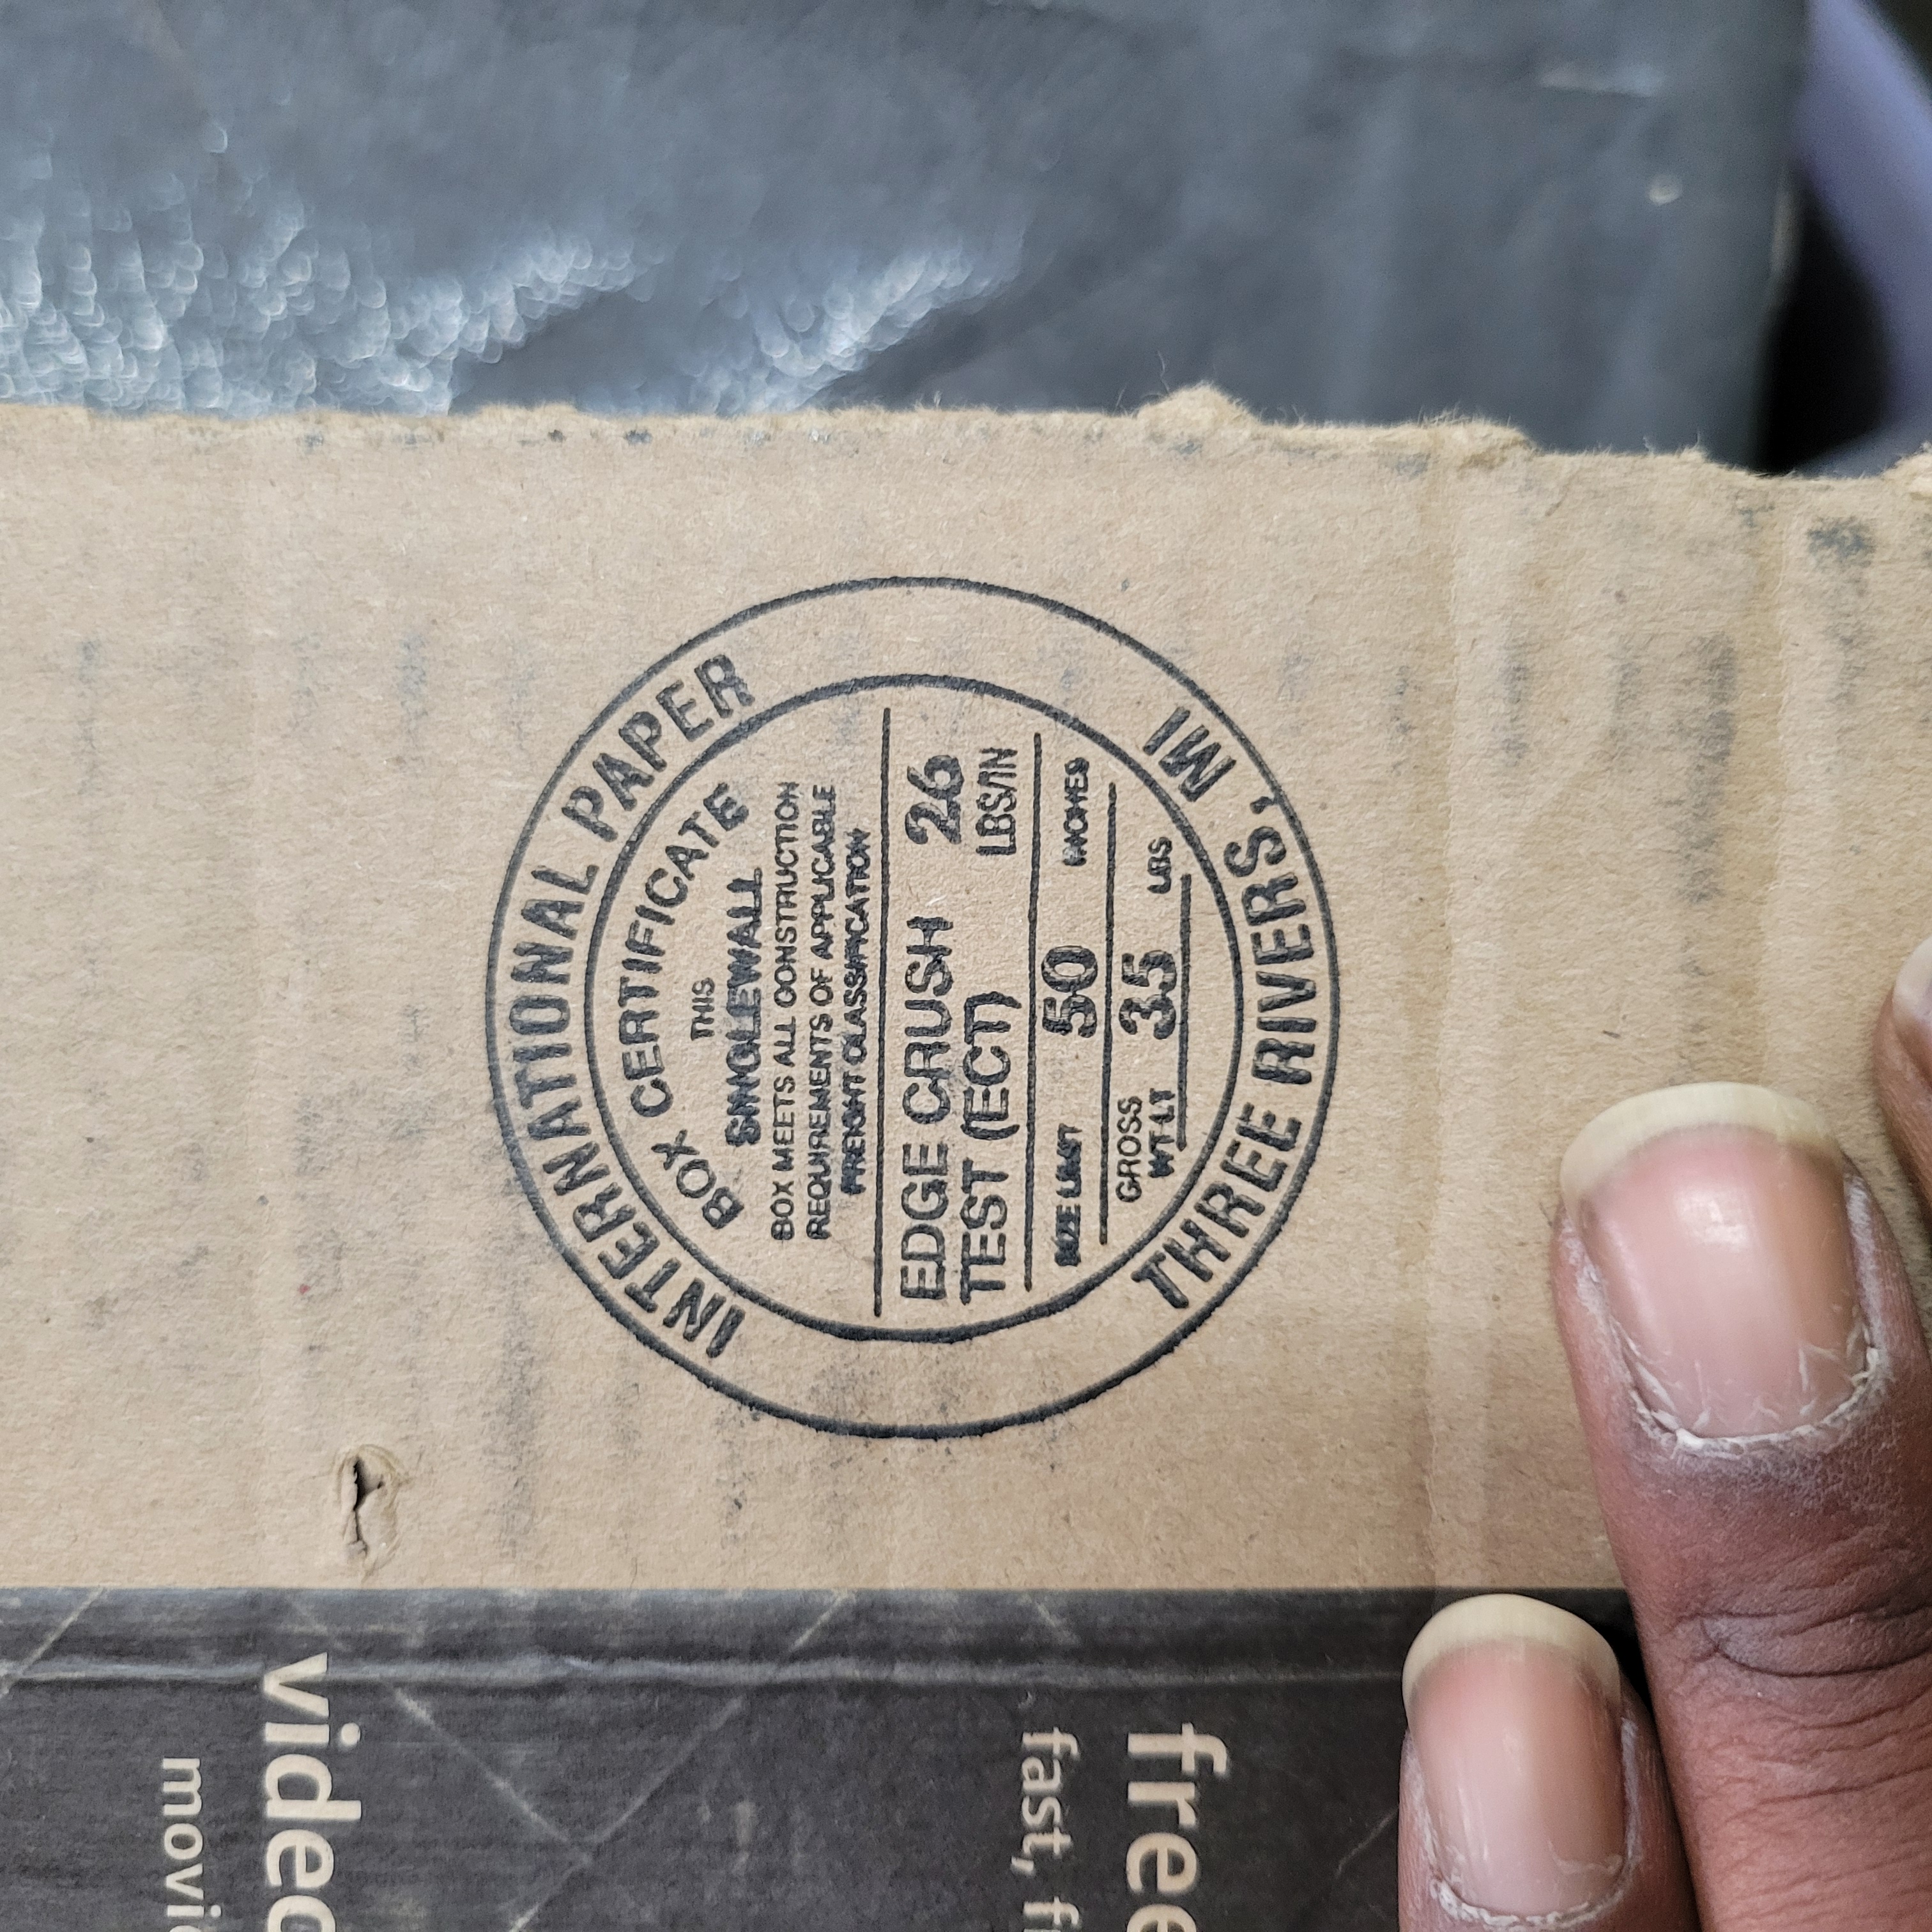 INTERNATIONAL PAPER
BOX CERTIFICATE
THIS
SINGLEWALL
BOX MEETS ALL CONSTRUCTION
REQUIREMENTS OF APPLICABLE
FREIGHT CLASSIFICATION
EDGE CRUSH 26
TEST (ECT) LBS/IN
SIZE LIMIT 50 INCHES
GROSS
WT LT 35 LBS
THREE RIVERS, MI
free
fast, f
video
movi